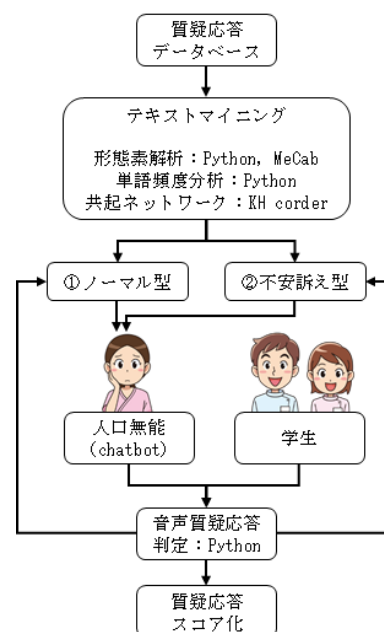 質疑応答
データベース
テキストマイニング
形態素解析：Python, MeCab
単語頻度分析：Python
共起ネットワーク：KH corder
①ノーマル型
②不安訴え型
人口無能
(chatbot)
学生
音声質疑応答
判定：Python
質疑応答
スコア化